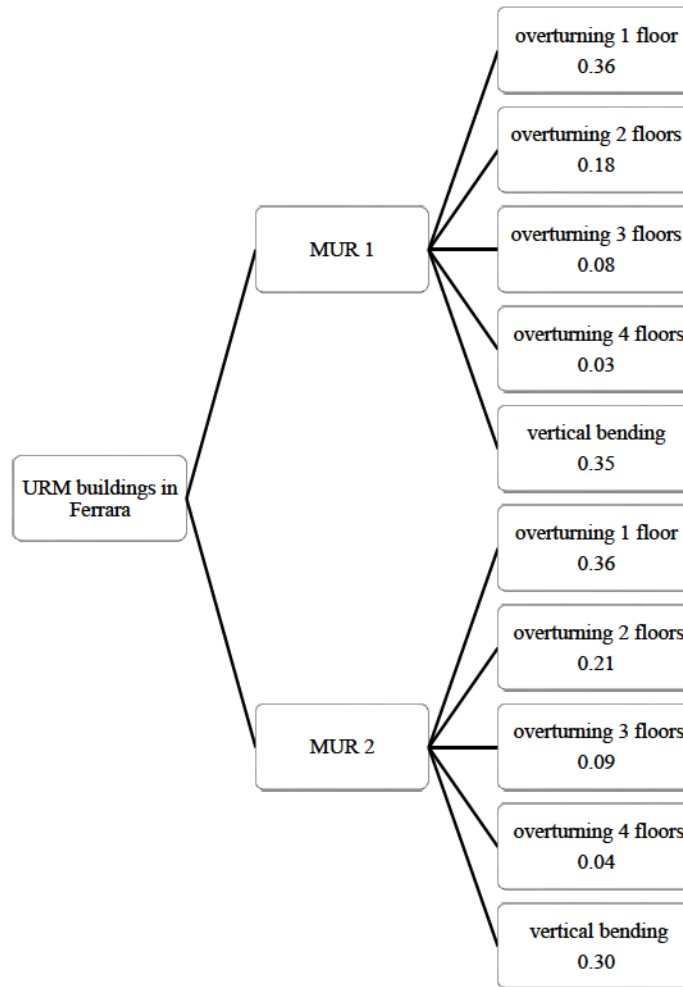 overturning 1 floor
0.36
overturning 2 floors
0.18
MUR 1
overturning 3 floors
0.08
overturning 4 floors
0.03
vertical bending
0.35
URM buildings in
Ferrara
overturning 1 floor
0.36
overturning 2 floors
0.21
MUR 2
overturning 3 floors
0.09
overturning 4 floors
0.04
vertical bending
0.30